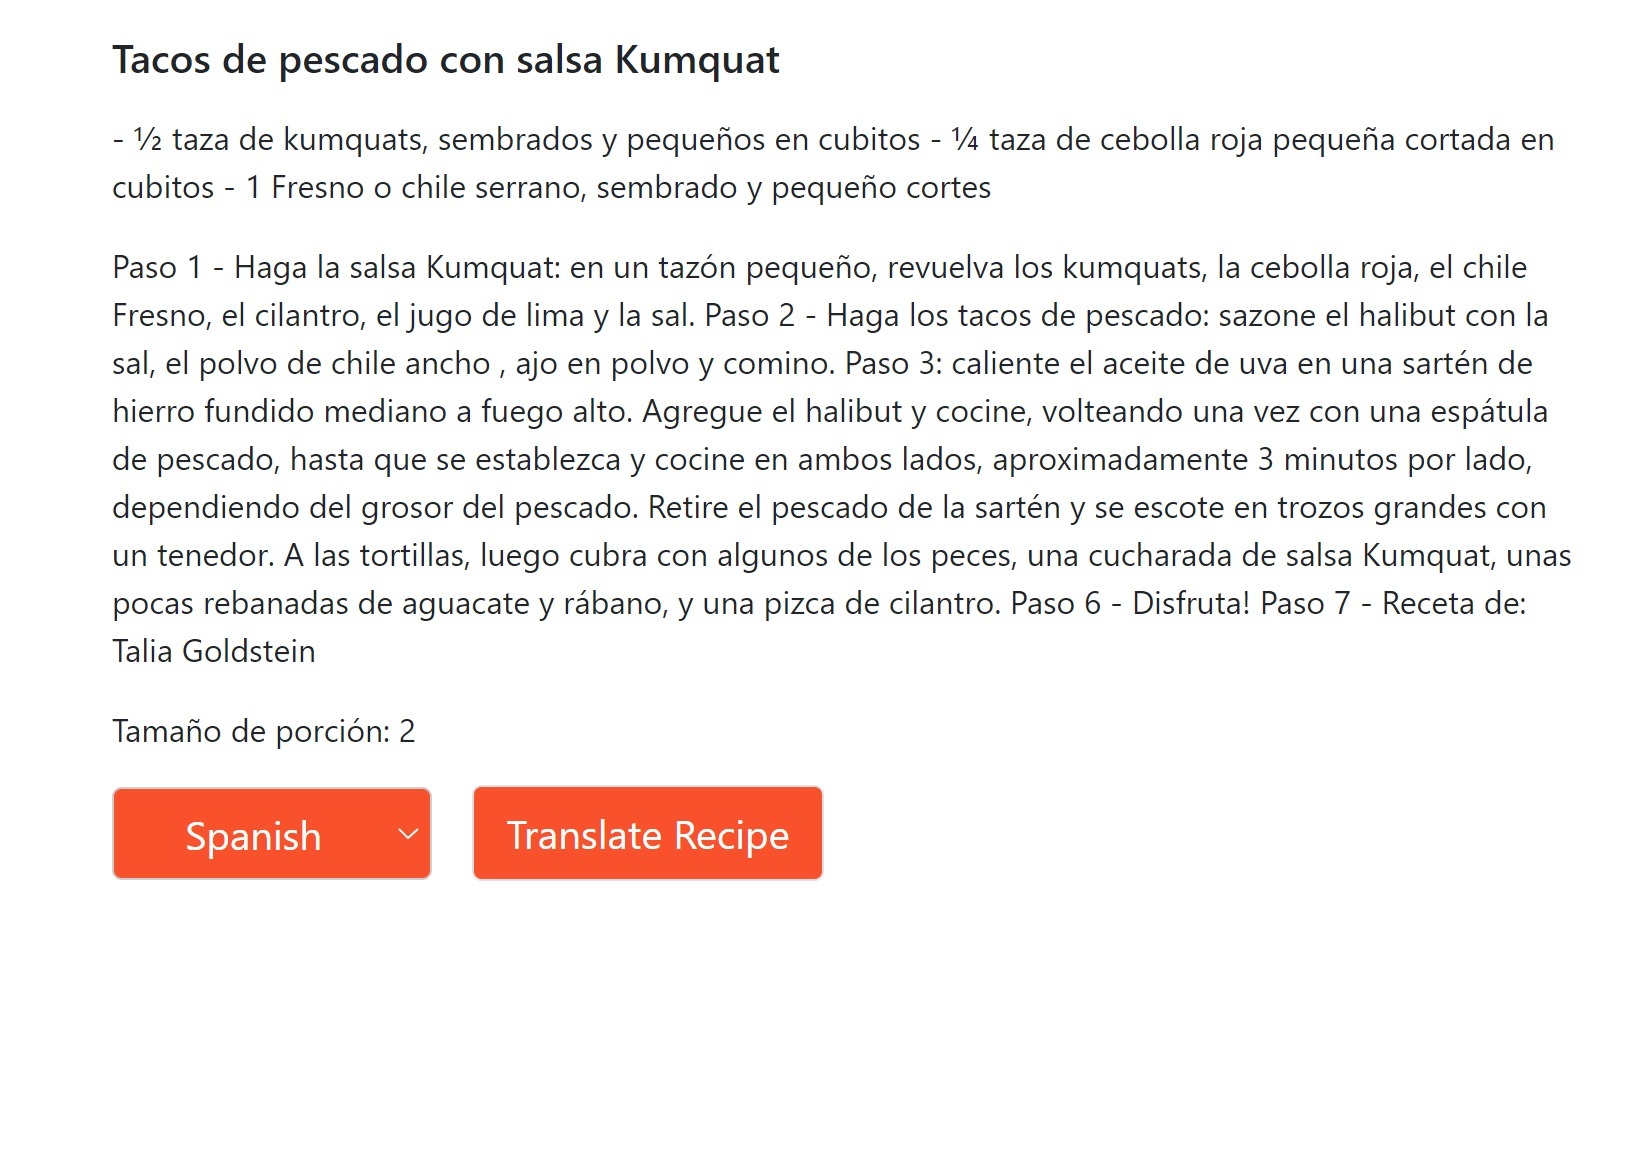 Tacos de pescado con salsa Kumquat
- ½ taza de kumquats, sembrados y pequeños en cubitos - ¼ taza de cebolla roja pequeña cortada en
cubitos - 1 Fresno o chile serrano, sembrado y pequeño cortes
Paso 1 - Haga la salsa Kumquat: en un tazón pequeño, revuelva los kumquats, la cebolla roja, el chile
Fresno, el cilantro, el jugo de lima y la sal. Paso 2 - Haga los tacos de pescado: sazone el halibut con la
sal, el polvo de chile ancho , ajo en polvo y comino. Paso 3: caliente el aceite de uva en una sartén de
hierro fundido mediano a fuego alto. Agregue el halibut y cocine, volteando una vez con una espátula
de pescado, hasta que se establezca y cocine en ambos lados, aproximadamente 3 minutos por lado,
dependiendo del grosor del pescado. Retire el pescado de la sartén y se escote en trozos grandes con
un tenedor. A las tortillas, luego cubra con algunos de los peces, una cucharada de salsa Kumquat, unas
pocas rebanadas de aguacate y rábano, y una pizca de cilantro. Paso 6 - Disfruta! Paso 7 - Receta de:
Talia Goldstein
Tamaño de porción: 2
Spanish
Translate Recipe